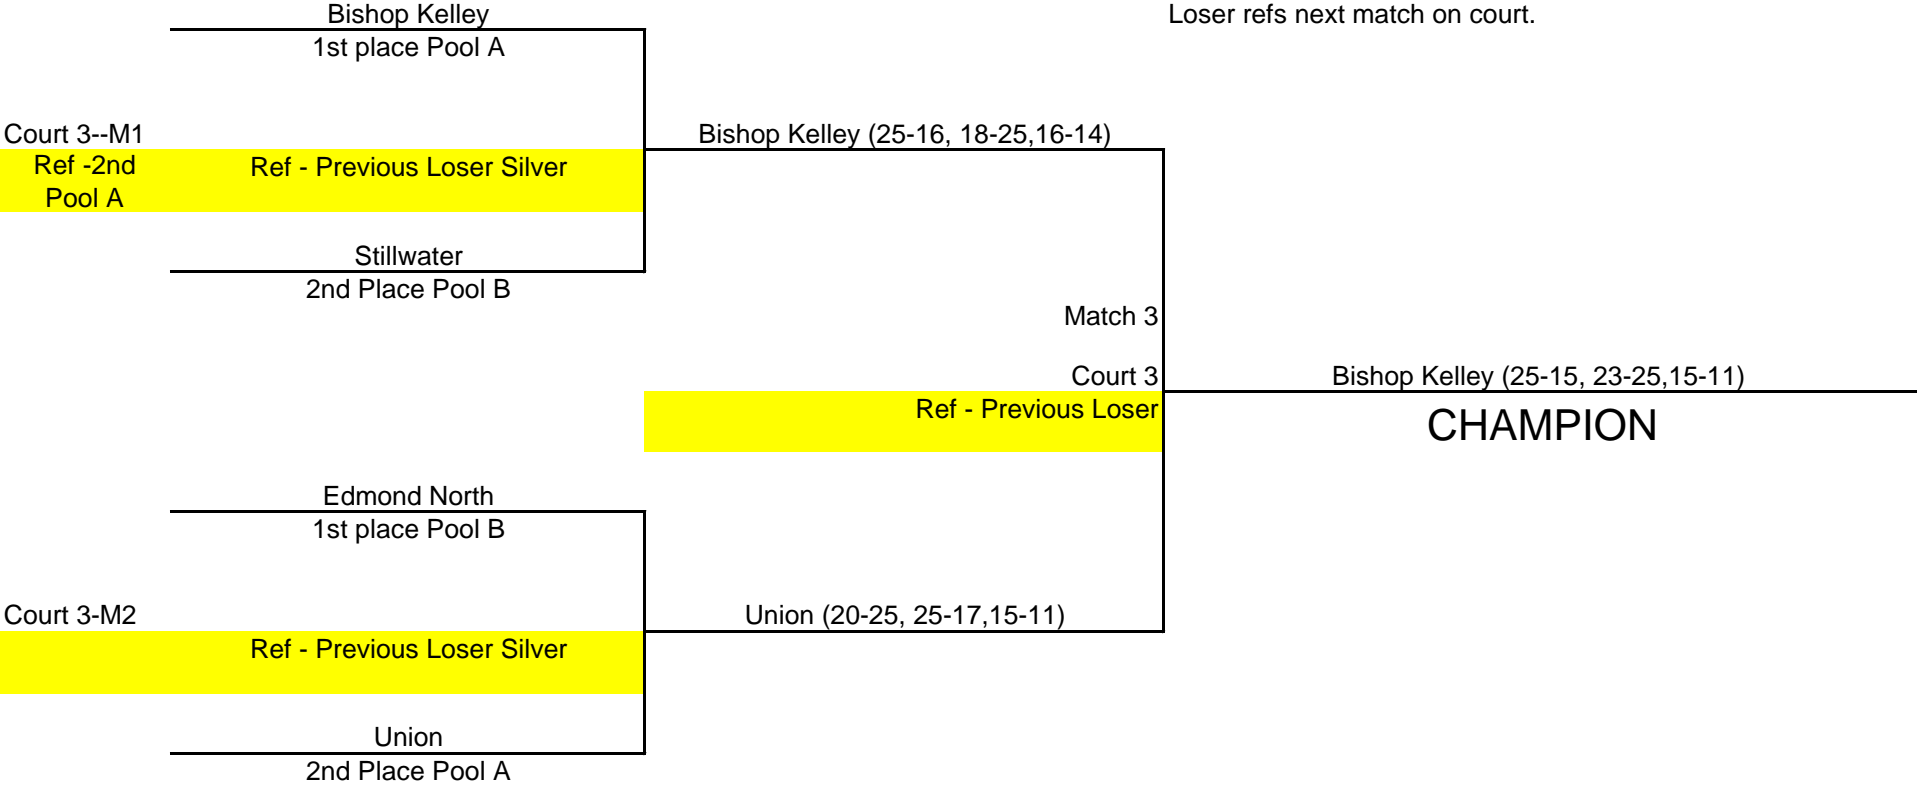 Bishop Kelley
Loser refs next match on court.
1st place Pool A
Court 3--M1
Bishop Kelley (25-16, 18-25,16-14)
Ref -2nd
Pool A
Ref - Previous Loser Silver
Stillwater
2nd Place Pool B
Match 3
Court 3
Bishop Kelley (25-15, 23-25,15-11)
Ref - Previous Loser
CHAMPION
Edmond North
1st place Pool B
Court 3-M2
Union (20-25, 25-17,15-11)
Ref - Previous Loser Silver
Union
2nd Place Pool A